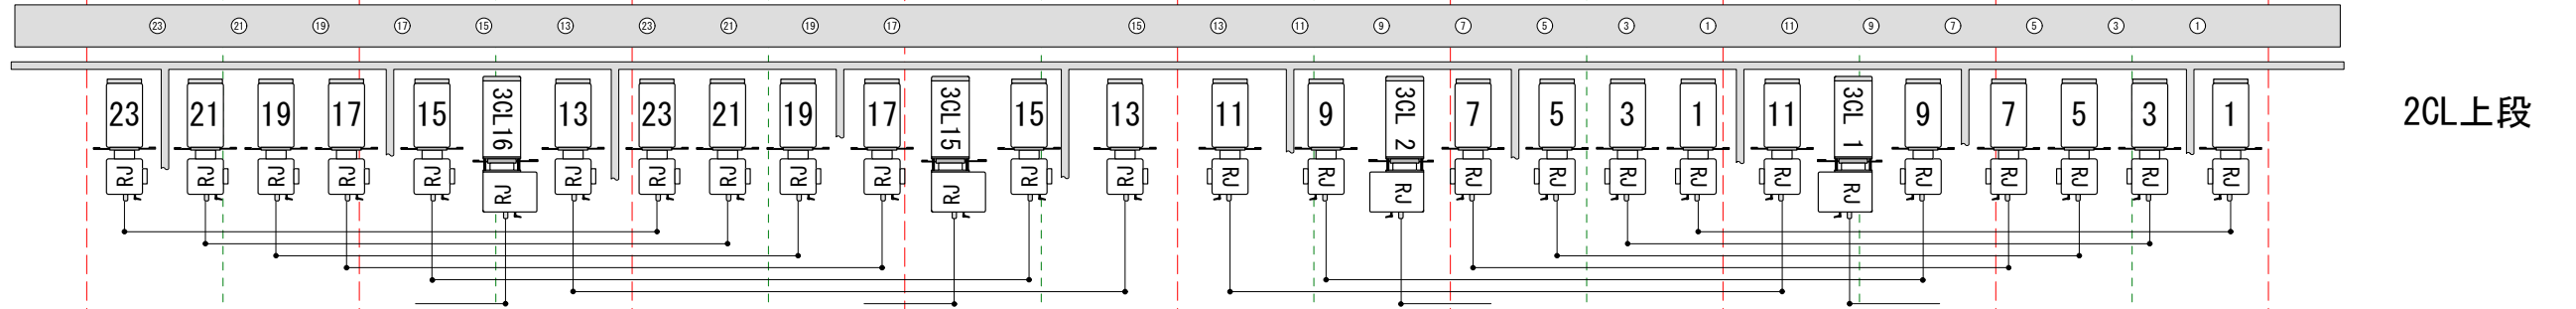 ㉓ ㉑ ⑲ ⑰ ⑮ ⑬ ㉓ ㉑ ⑲ ⑰ ⑮ ⑬ ⑪ ⑨ ⑦ ⑤ ③ ① ⑪ ⑨ ⑦ ⑤ ③ ①
23 21 19 17 15 3CL16 13 23 21 19 17 3CL15 15 13 11 9 3CL 2 7 5 3 1 11 3CL 1 9 7 5 3 1
2CL上段
RJ RJ RJ RJ RJ RJ RJ RJ RJ RJ RJ RJ RJ RJ RJ RJ RJ RJ RJ RJ RJ RJ RJ RJ RJ RJ RJ RJ